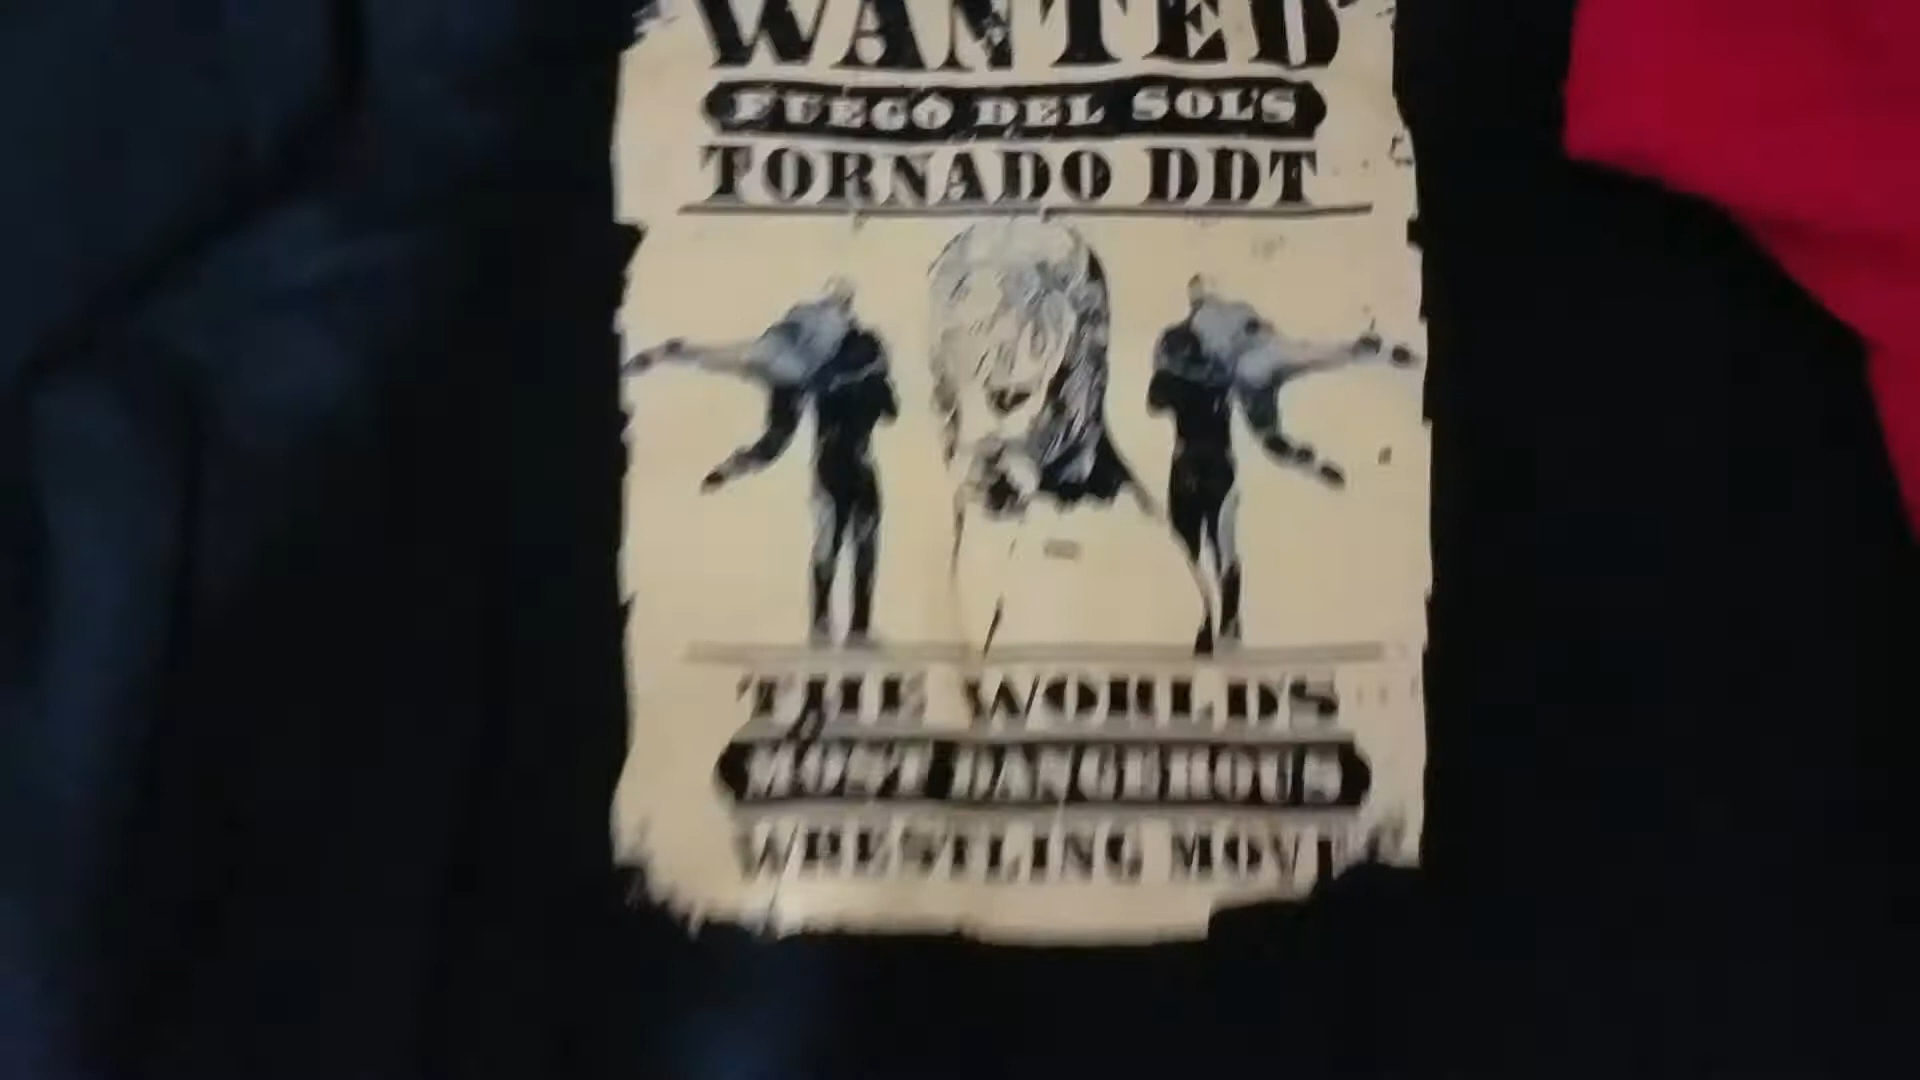 WANTED
FUEGO DEL SOL'S
TORNADO DDT
THE WORLDS
MOST DANGEROUS
WRESTLING MOVE